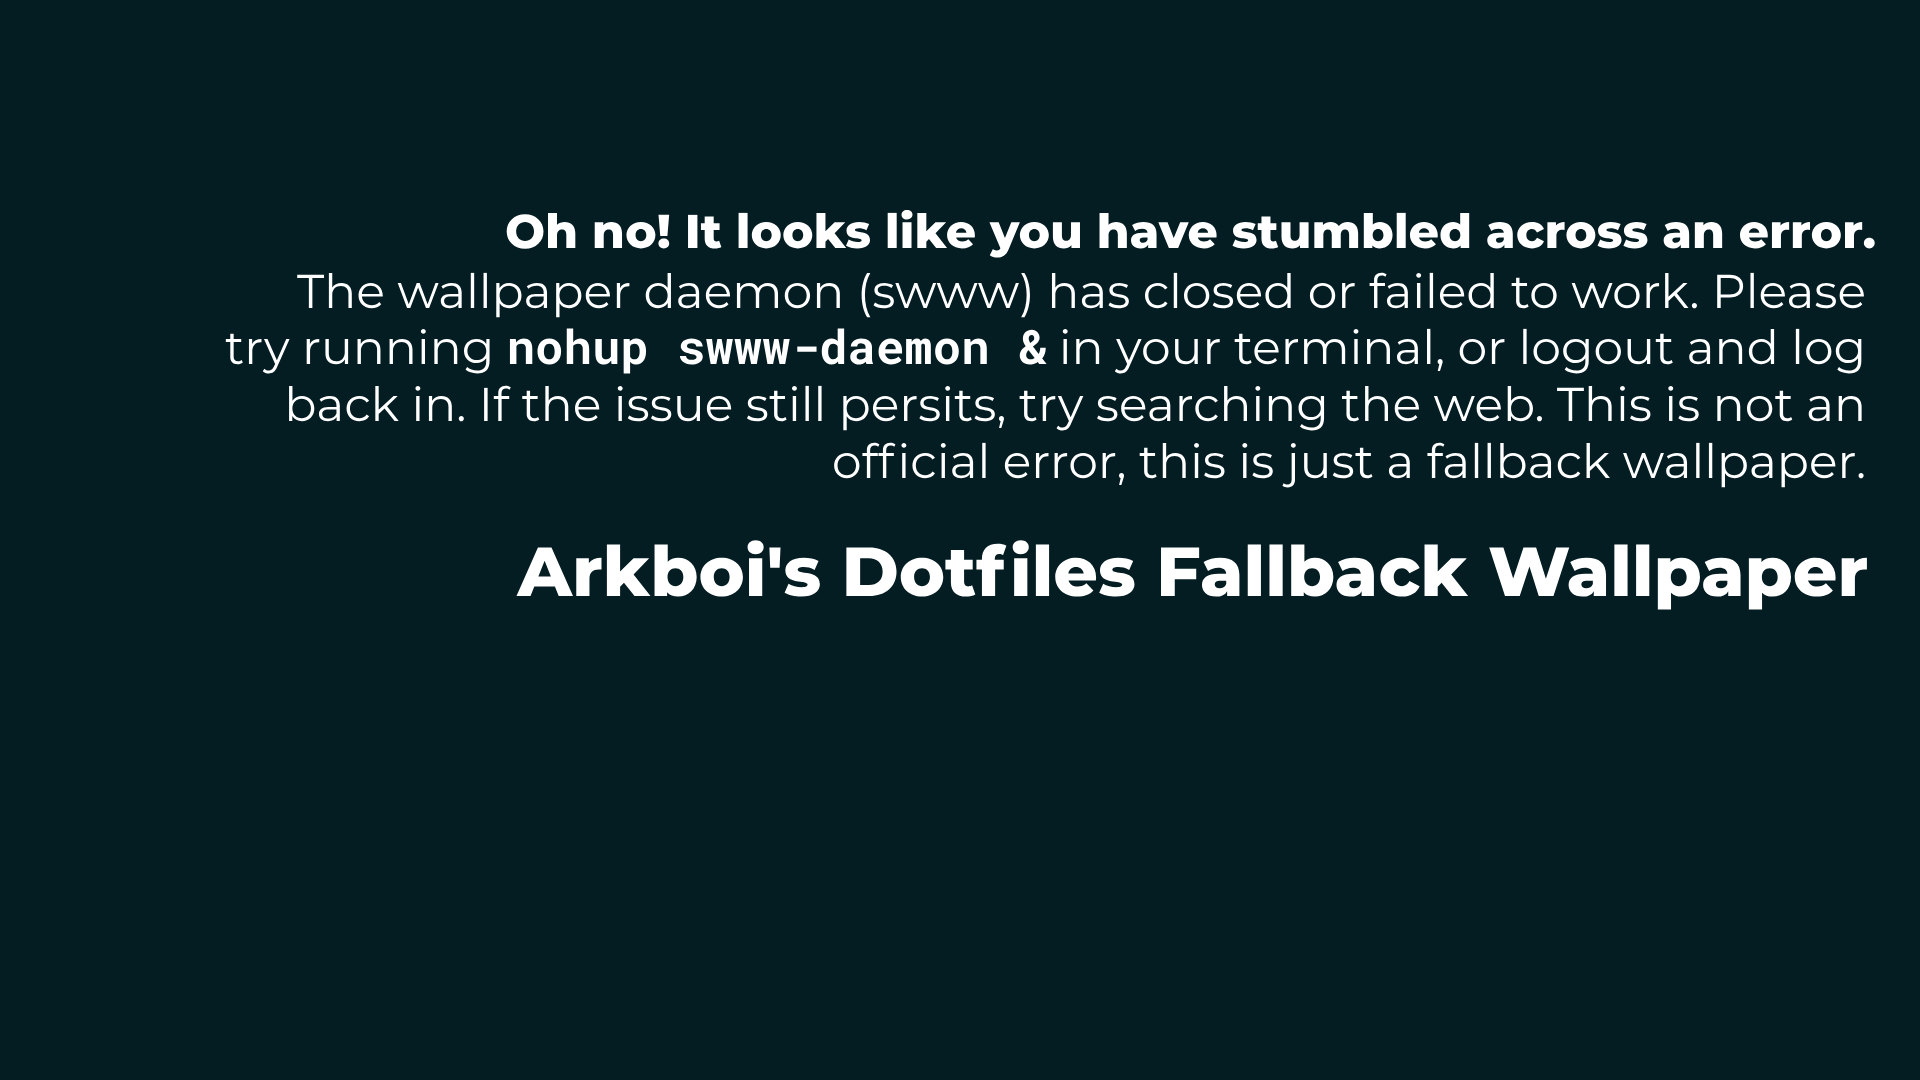 Oh no! It looks like you have stumbled across an error.
The wallpaper daemon (swww) has closed or failed to work. Please
try running nohup swww-daemon & in your terminal, or logout and log
back in. If the issue still persits, try searching the web. This is not an
official error, this is just a fallback wallpaper.
Arkboi's Dotfiles Fallback Wallpaper